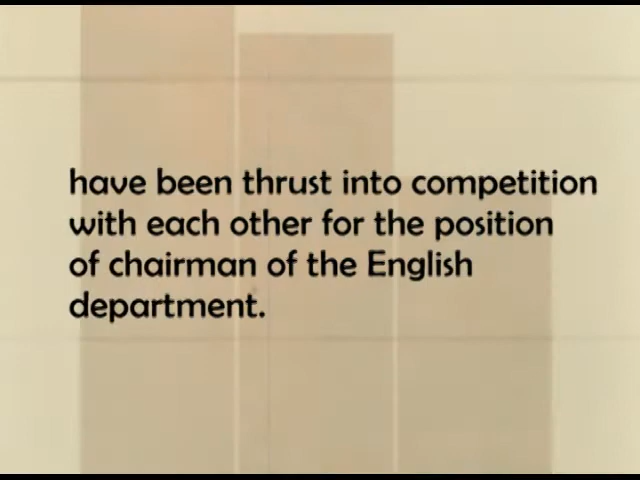 have been thrust into competition
with each other for the position
of chairman of the English
department.